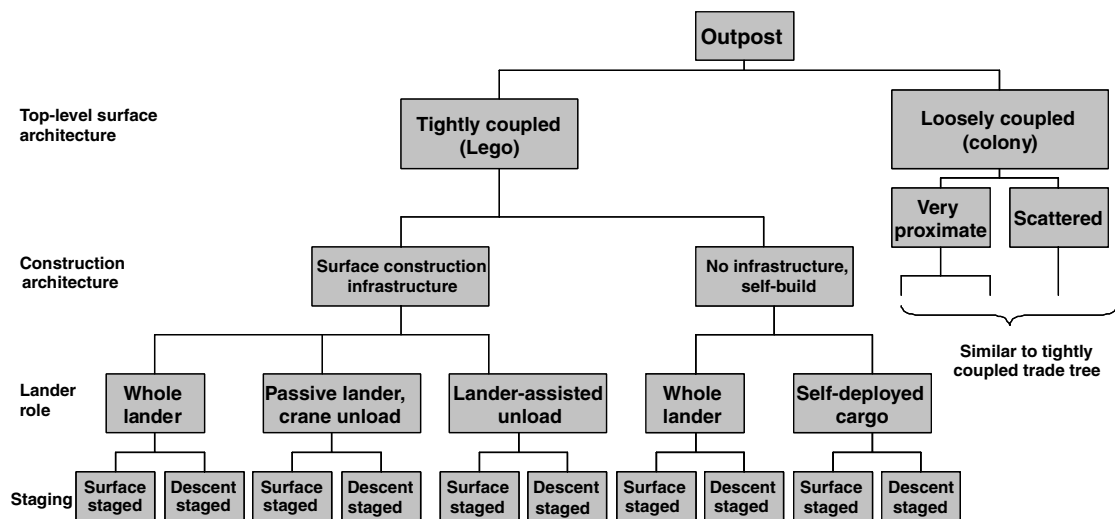 Outpost
Top-level surface
architecture
Tightly coupled
(Lego)
Loosely coupled
(colony)
Very
proximate
Scattered
Construction
architecture
Surface construction
infrastructure
No infrastructure,
self-build
Similar to tightly
coupled trade tree
Lander
role
Whole
lander
Passive lander,
crane unload
Lander-assisted
unload
Whole
lander
Self-deployed
cargo
Staging
Surface
staged
Descent
staged
Surface
staged
Descent
staged
Surface
staged
Descent
staged
Surface
staged
Descent
staged
Surface
staged
Descent
staged